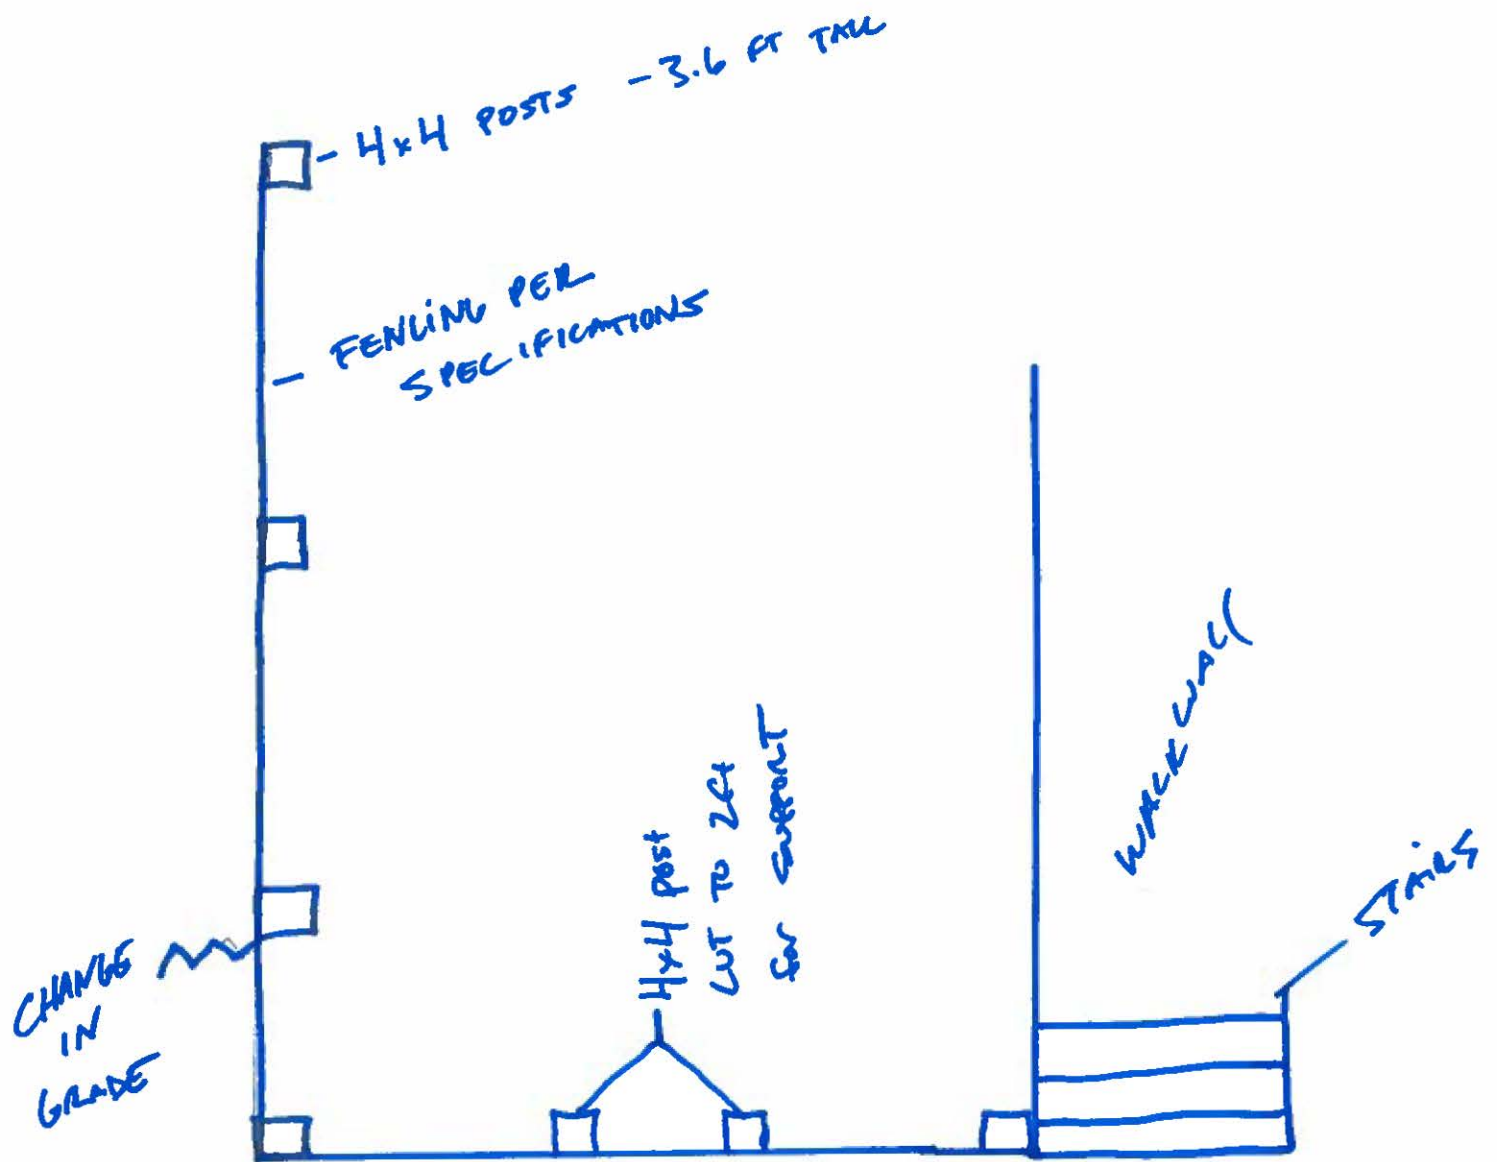 - 4x4 POSTS - 3.6 FT TALL
- FENCING PER
SPECIFICATIONS
4x4 post
CUT TO 2ft
for SUPPORT
WALK WALL
STAIRS
CHANGE
IN
GRADE